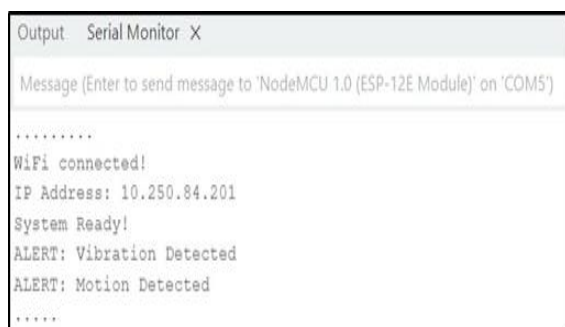 Output Serial Monitor X
Message (Enter to send message to 'NodeMCU 1.0 (ESP-12E Module)' on 'COM5')
.........
WiFi connected!
IP Address: 10.250.84.201
System Ready!
ALERT: Vibration Detected
ALERT: Motion Detected
.....